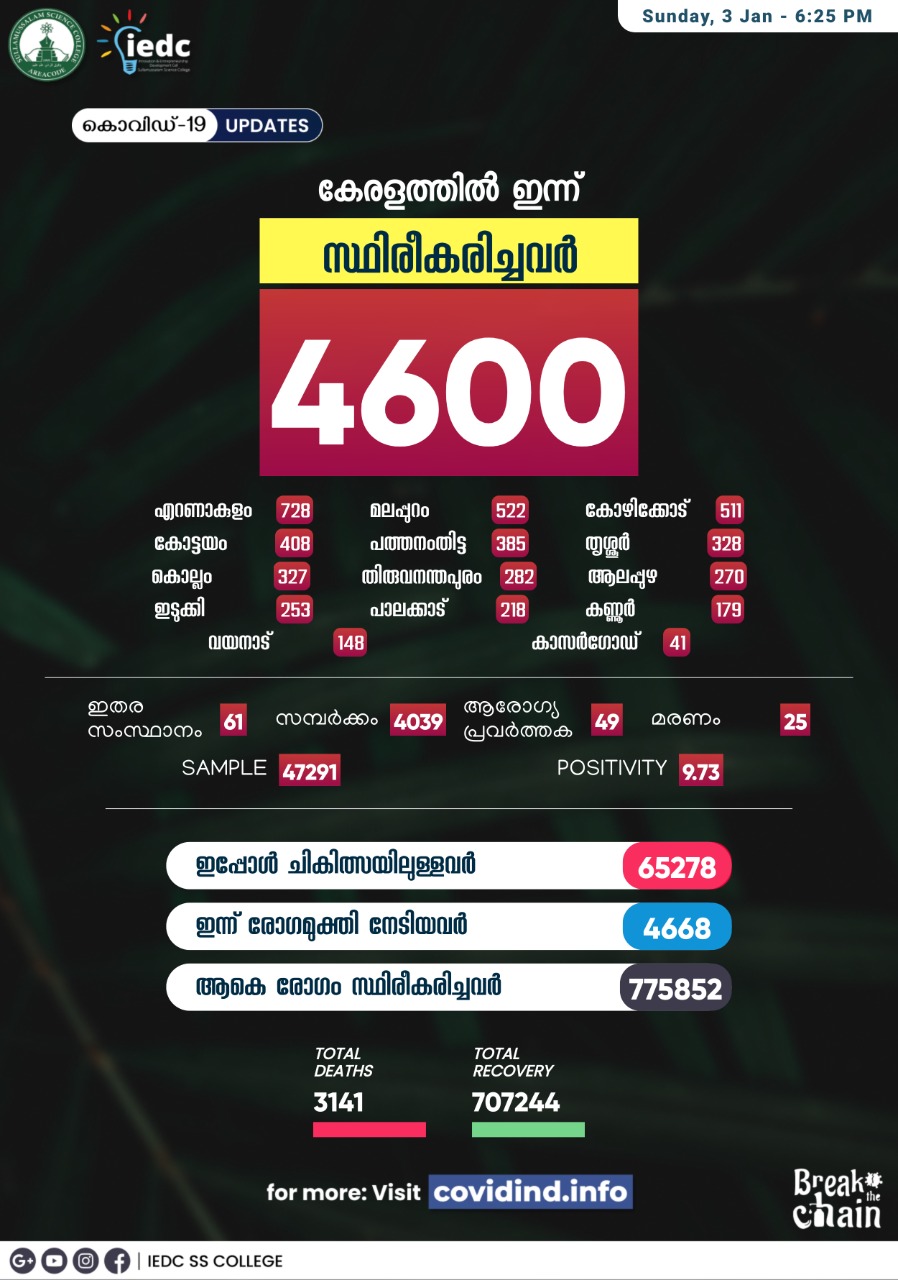 Sunday, 3 Jan - 6:25 PM
SULLAMUSSALAM SCIENCE COLLEGE
AREACODE
iedc
കൊവിഡ്-19 UPDATES
കേരളത്തിൽ ഇന്ന്
സ്ഥിരീകരിച്ചവർ
4600
എറണാകുളം 728 മലപ്പുറം 522 കോഴിക്കോട് 511
കോട്ടയം 408 പത്തനംതിട്ട 385 തൃശ്ശൂർ 328
കൊല്ലം 327 തിരുവനന്തപുരം 282 ആലപ്പുഴ 270
ഇടുക്കി 253 പാലക്കാട് 218 കണ്ണൂർ 179
വയനാട് 148 കാസർഗോഡ് 41
ഇതര
സംസ്ഥാനം 61 സമ്പർക്കം 4039 ആരോഗ്യ
പ്രവർത്തക 49 മരണം 25
SAMPLE 47291 POSITIVITY 9.73
ഇപ്പോൾ ചികിത്സയിലുള്ളവർ 65278
ഇന്ന് രോഗമുക്തി നേടിയവർ 4668
ആകെ രോഗം സ്ഥിരീകരിച്ചവർ 775852
TOTAL
DEATHS
3141
TOTAL
RECOVERY
707244
for more: Visit covidind.info
Break
the
chain
IEDC SS COLLEGE